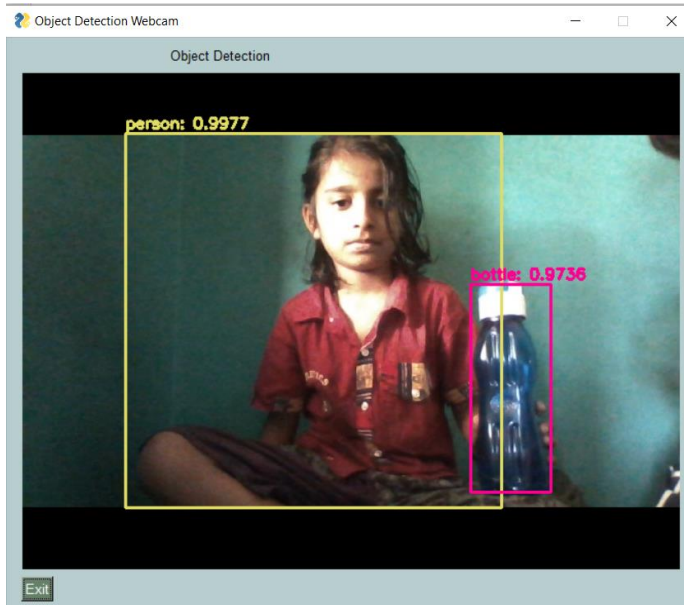 Object Detection Webcam
Object Detection
person: 0.9977
bottle: 0.9736
Exit